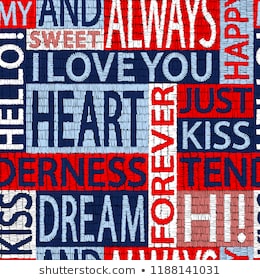 MY
AND
ALWAYS
SWEET
HELLO!
I LOVE YOU
HAPPY
HEART
FOREVER
JUST
KISS
DERNESS
TEND
KISS
DREAM
HI!
AND
ALWAYS
shutterstock.com • 1188141031